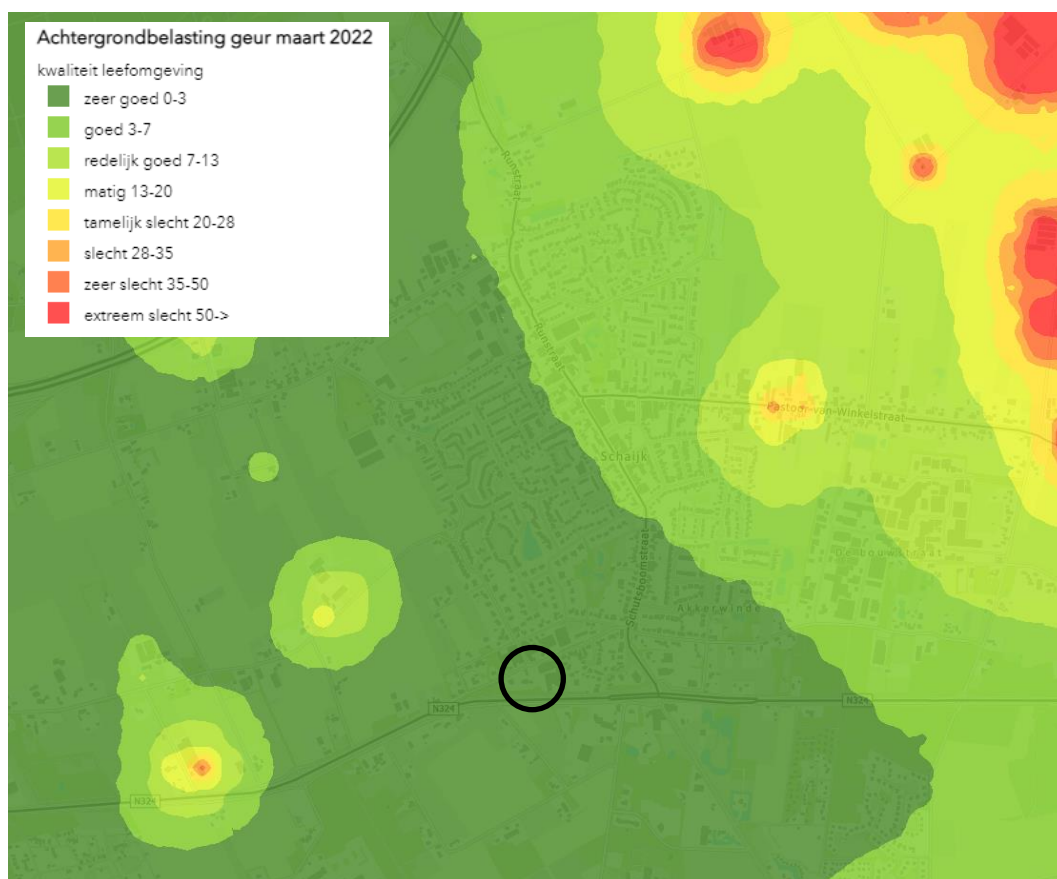 Achtergrondbelasting geur maart 2022
kwaliteit leefomgeving
zeer goed 0-3
goed 3-7
redelijk goed 7-13
matig 13-20
tamelijk slecht 20-28
slecht 28-35
zeer slecht 35-50
extreem slecht 50->
Runstraat
Runstraat
Pastoor-van-Winkelstraat
Schaijk
De Louwstraat
Schutsboomstraat
Akkerwinde
N324
N324
N324